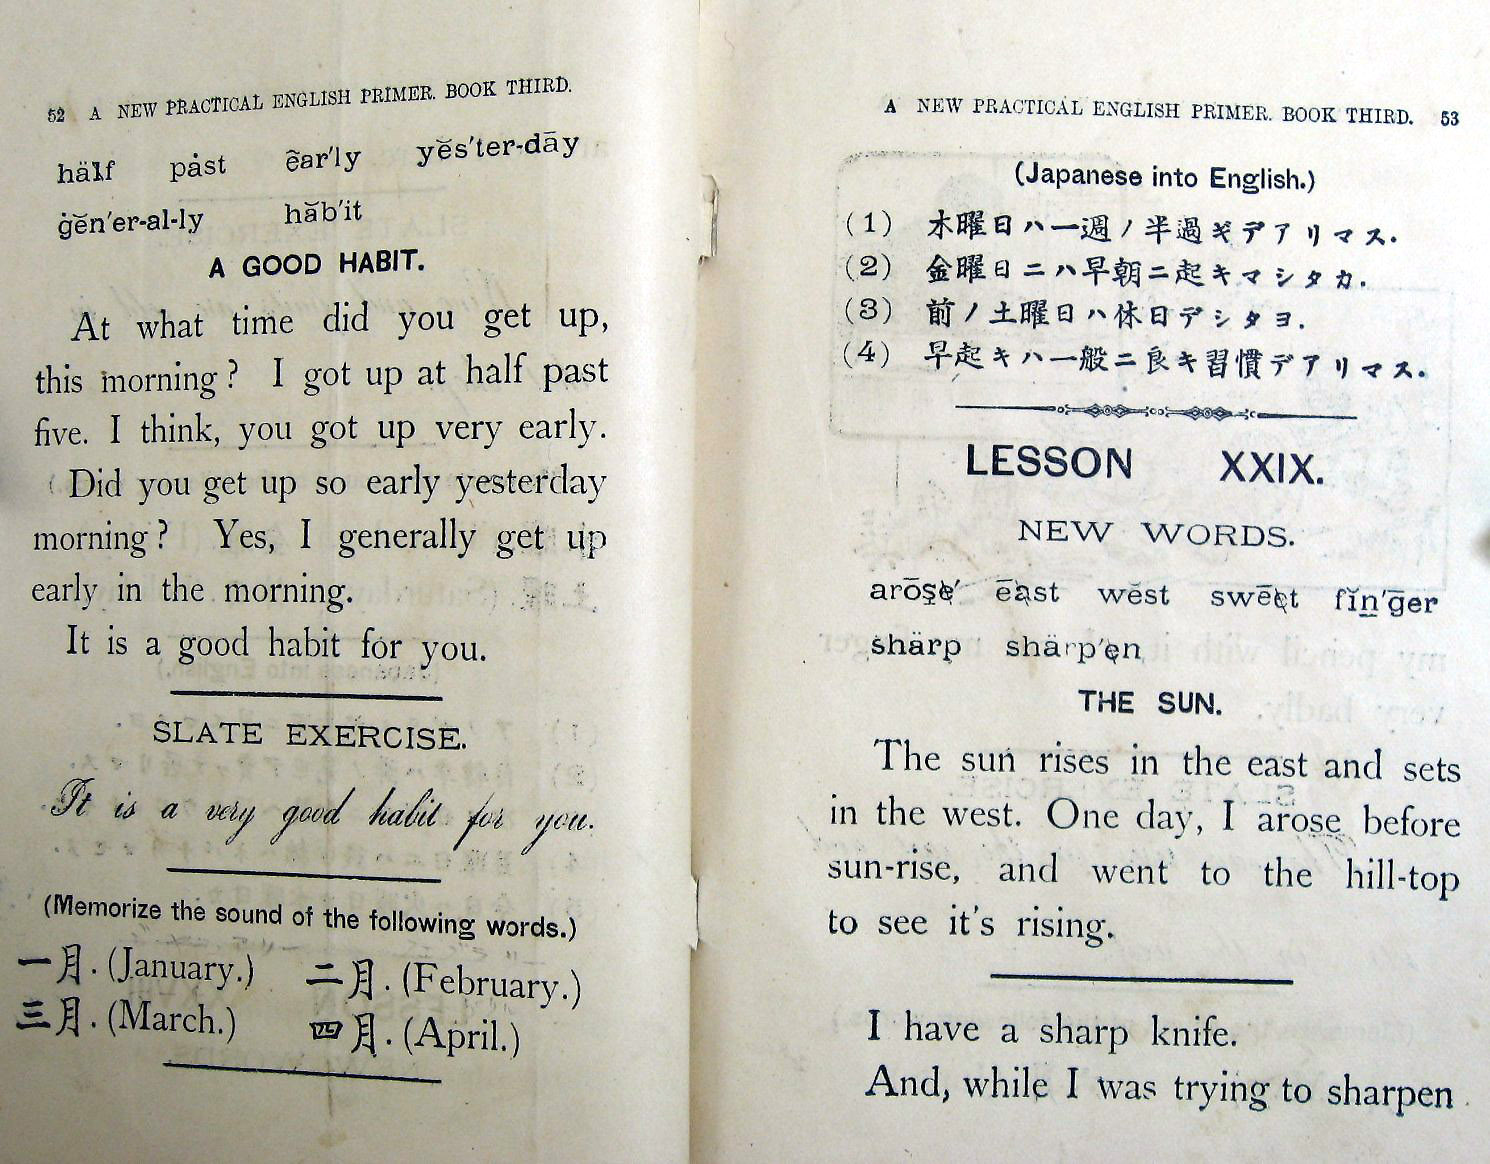 52 A NEW PRACTICAL ENGLISH PRIMER. BOOK THIRD.
hälf pȧst ẽar'ly yĕs'ter-dāy
ġĕn'er-al-ly hăb'it
A GOOD HABIT.
At what time did you get up,
this morning? I got up at half past
five. I think, you got up very early.
Did you get up so early yesterday
morning? Yes, I generally get up
early in the morning.
It is a good habit for you.
SLATE EXERCISE.
It is a very good habit for you.
(Memorize the sound of the following words.)
一月. (January.) 二月. (February.)
三月. (March.) 四月. (April.)
A NEW PRACTICAL ENGLISH PRIMER. BOOK THIRD. 53
(Japanese into English.)
(1) 木曜日ハ一週ノ半過ギデアリマス.
(2) 金曜日ニハ早朝ニ起キマシタカ.
(3) 前ノ土曜日ハ休日デシタヨ.
(4) 早起キハ一般ニ良キ習慣デアリマス.
LESSON XXIX.
NEW WORDS.
arōse' ēast wĕst swēet fĭn'ḡer
shärp shärp'en
THE SUN.
The sun rises in the east and sets
in the west. One day, I arose before
sun-rise, and went to the hill-top
to see it's rising.
I have a sharp knife.
And, while I was trying to sharpen